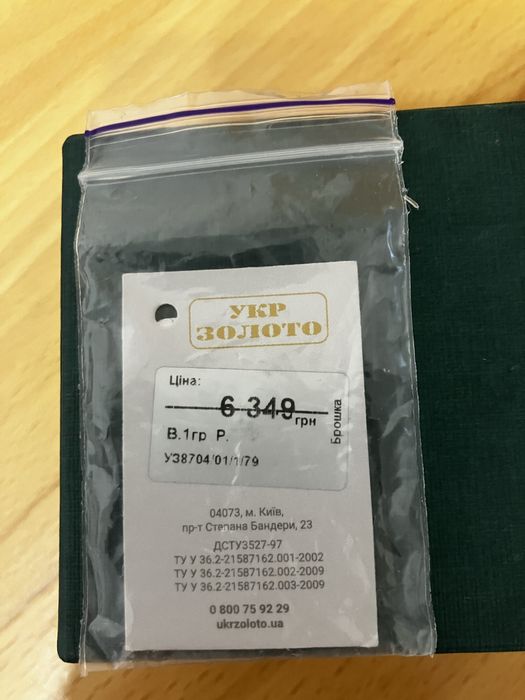 УКР
ЗОЛОТО
Ціна:
6 349 грн
В.1гр Р.
УЗ8704/01/1/79
Брошка
04073, м. Київ,
пр-т Степана Бандери, 23
ДСТУ3527-97
ТУ У 36.2-21587162.001-2002
ТУ У 36.2-21587162.002-2009
ТУ У 36.2-21587162.003-2009
0 800 75 92 29
ukrzoloto.ua